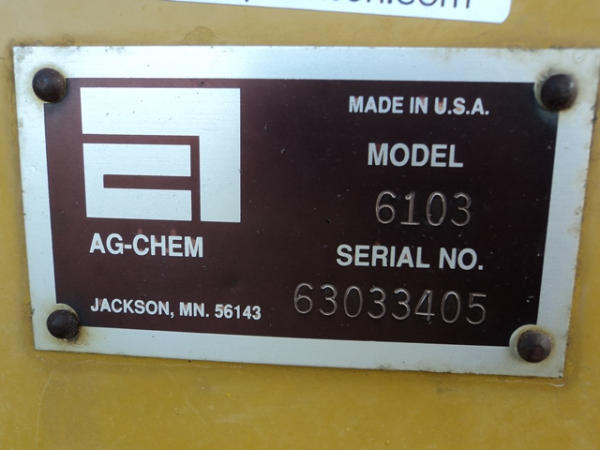 MADE IN U.S.A.
MODEL
6103
AG-CHEM
SERIAL NO.
JACKSON, MN. 56143
63033405